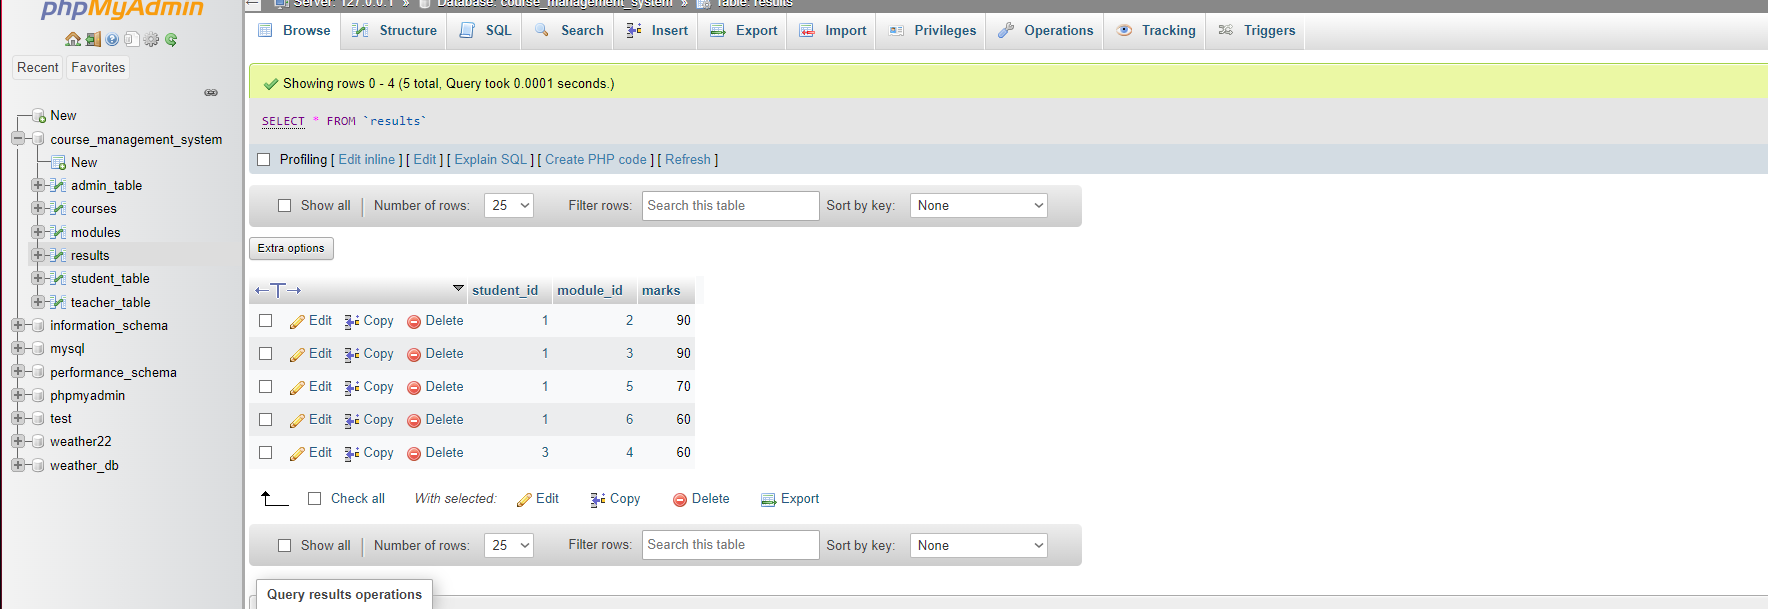 phpMyAdmin
Recent Favorites
New
course_management_system
New
admin_table
courses
modules
results
student_table
teacher_table
information_schema
mysql
performance_schema
phpmyadmin
test
weather22
weather_db
Server: 127.0.0.1 » Database: course_management_system » Table: results
Browse Structure SQL Search Insert Export Import Privileges Operations Tracking Triggers
Showing rows 0 - 4 (5 total, Query took 0.0001 seconds.)
SELECT * FROM `results`
Profiling [ Edit inline ] [ Edit ] [ Explain SQL ] [ Create PHP code ] [ Refresh ]
Show all | Number of rows: 25 Filter rows: Search this table Sort by key: None
Extra options
←T→ student_id module_id marks
Edit Copy Delete 1 2 90
Edit Copy Delete 1 3 90
Edit Copy Delete 1 5 70
Edit Copy Delete 1 6 60
Edit Copy Delete 3 4 60
Check all With selected: Edit Copy Delete Export
Show all | Number of rows: 25 Filter rows: Search this table Sort by key: None
Query results operations